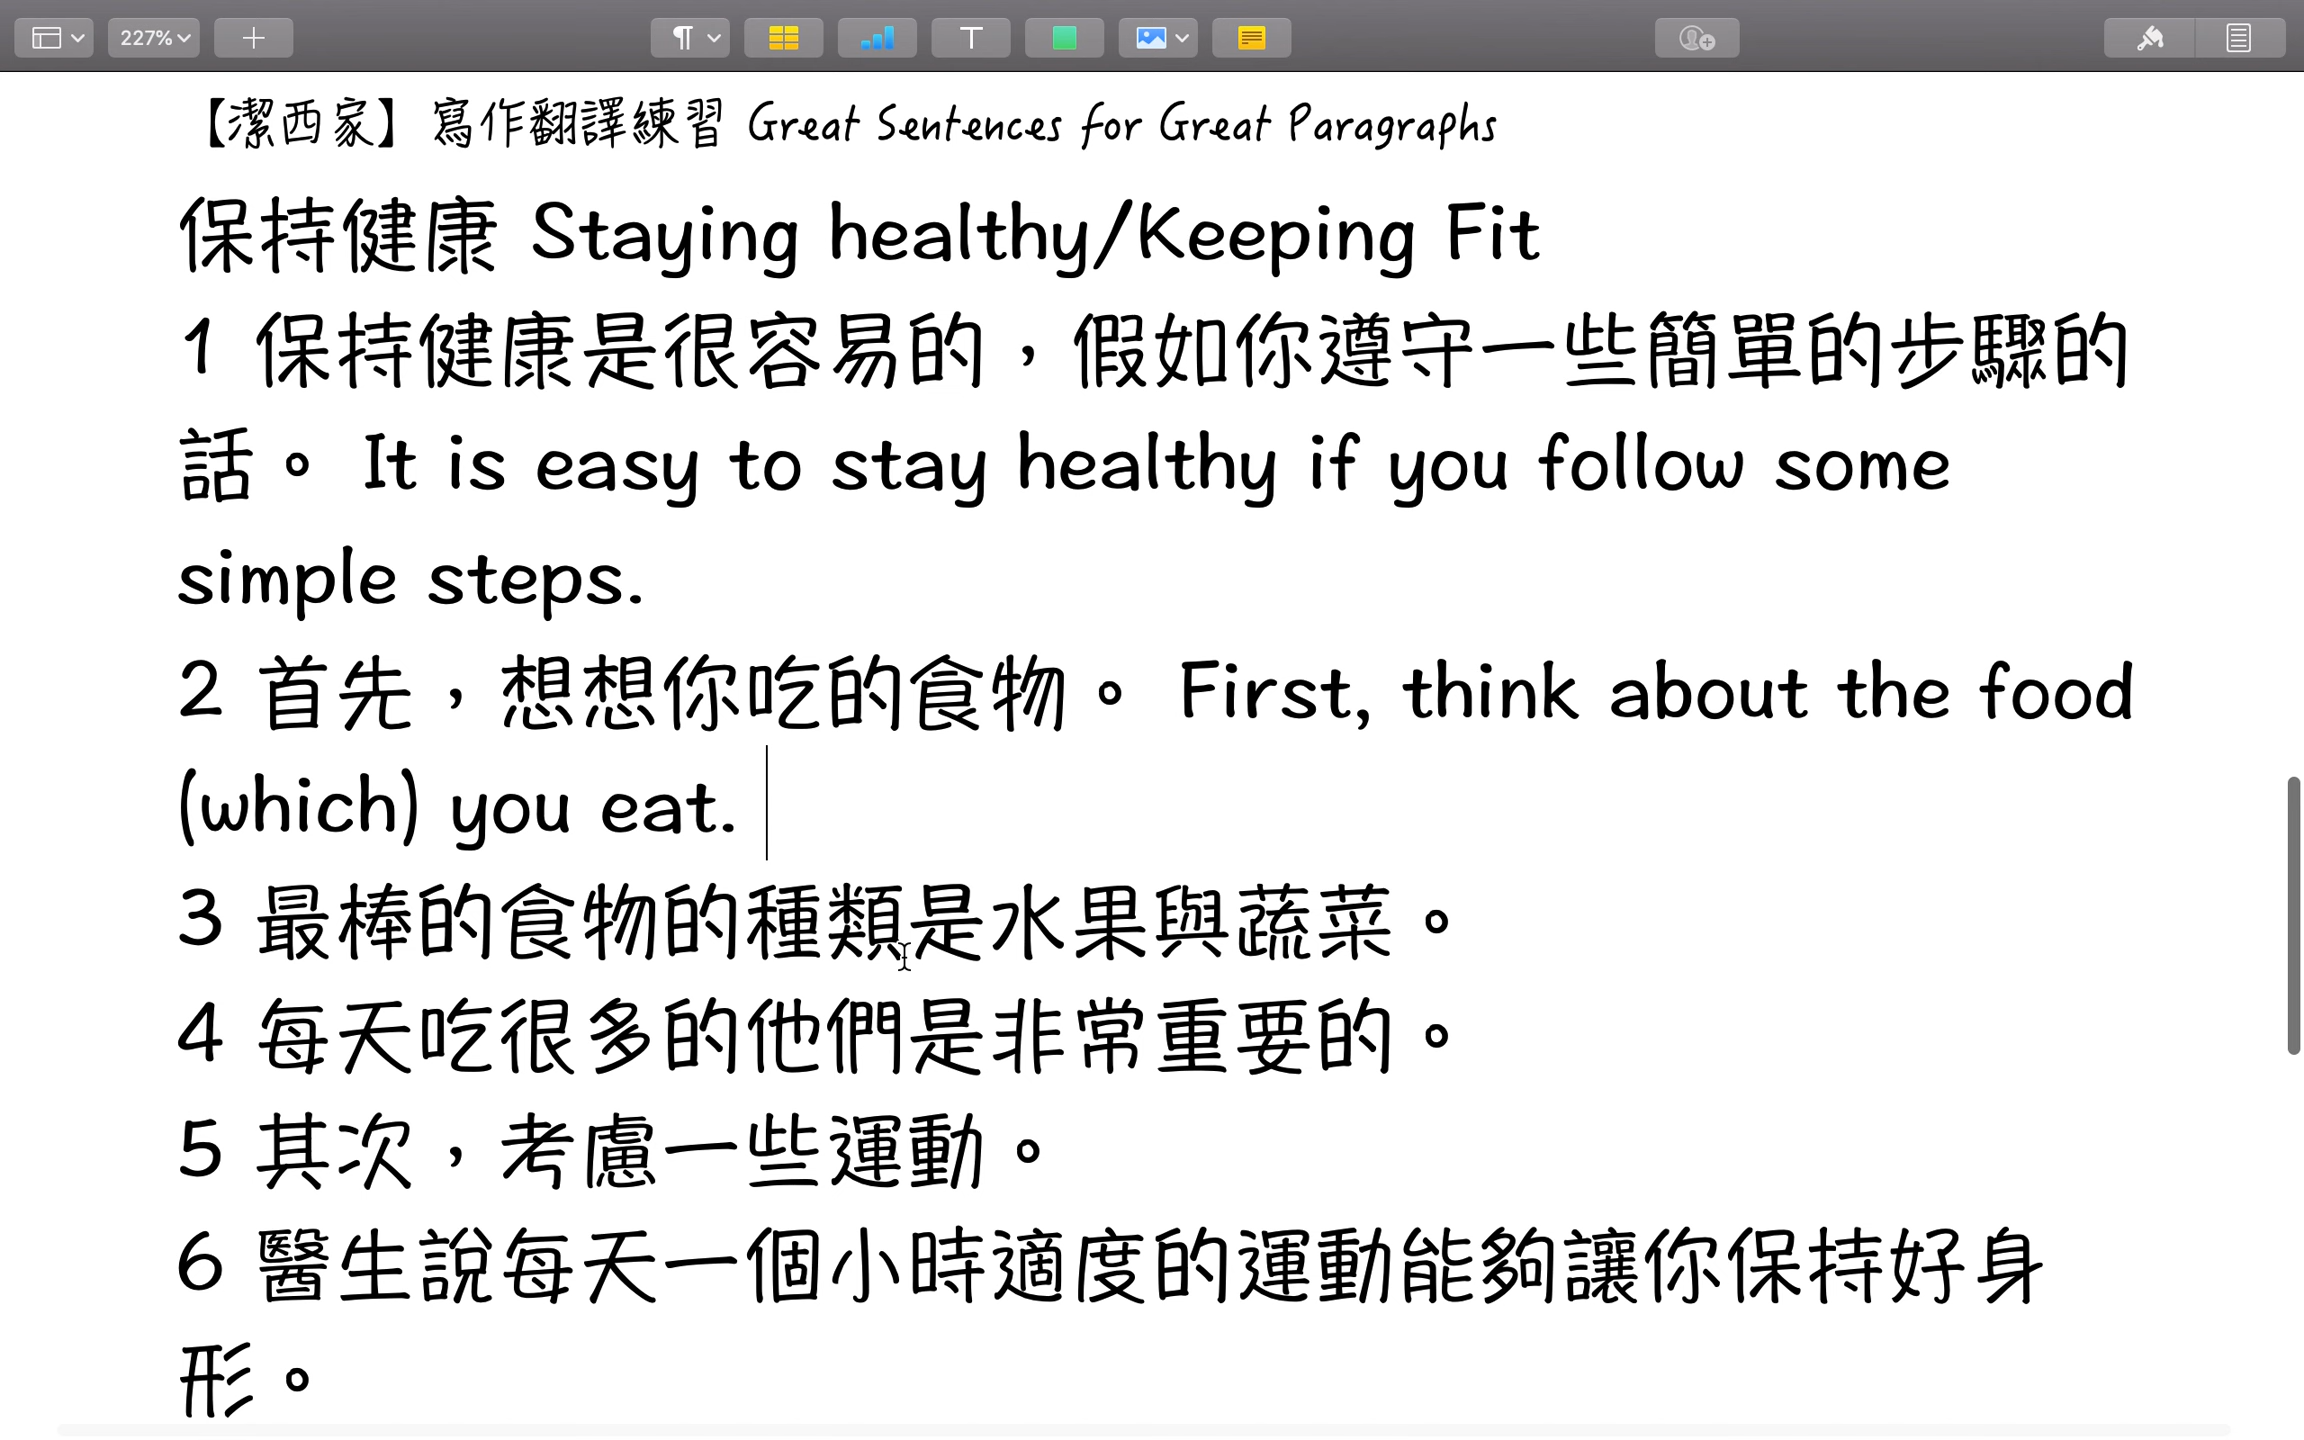 227%
【潔西家】 寫作翻譯練習 Great Sentences for Great Paragraphs
保持健康 Staying healthy/Keeping Fit
1 保持健康是很容易的，假如你遵守一些簡單的步驟的
話。 It is easy to stay healthy if you follow some
simple steps.
2 首先，想想你吃的食物。 First, think about the food
(which) you eat.
3 最棒的食物的種類是水果與蔬菜。
4 每天吃很多的他們是非常重要的。
5 其次，考慮一些運動。
6 醫生說每天一個小時適度的運動能夠讓你保持好身
形。